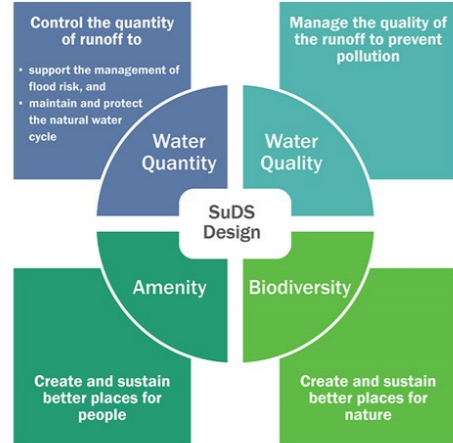 Control the quantity
of runoff to
• support the management of
flood risk, and
• maintain and protect
the natural water
cycle
Manage the quality of
the runoff to prevent
pollution
Water
Quantity
Water
Quality
SuDS
Design
Amenity
Biodiversity
Create and sustain
better places for
people
Create and sustain
better places for
nature